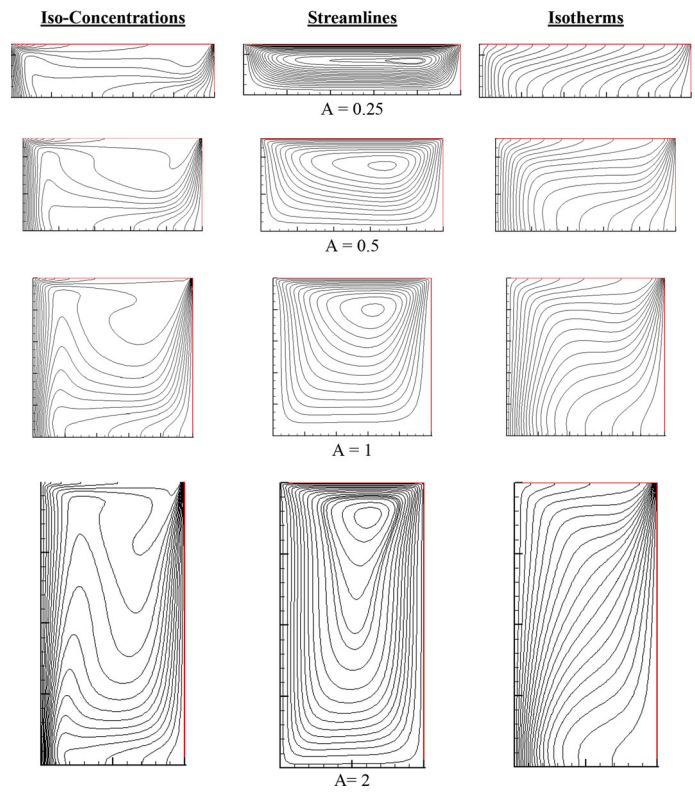 Iso-Concentrations Streamlines Isotherms
A = 0.25
A = 0.5
A = 1
A= 2